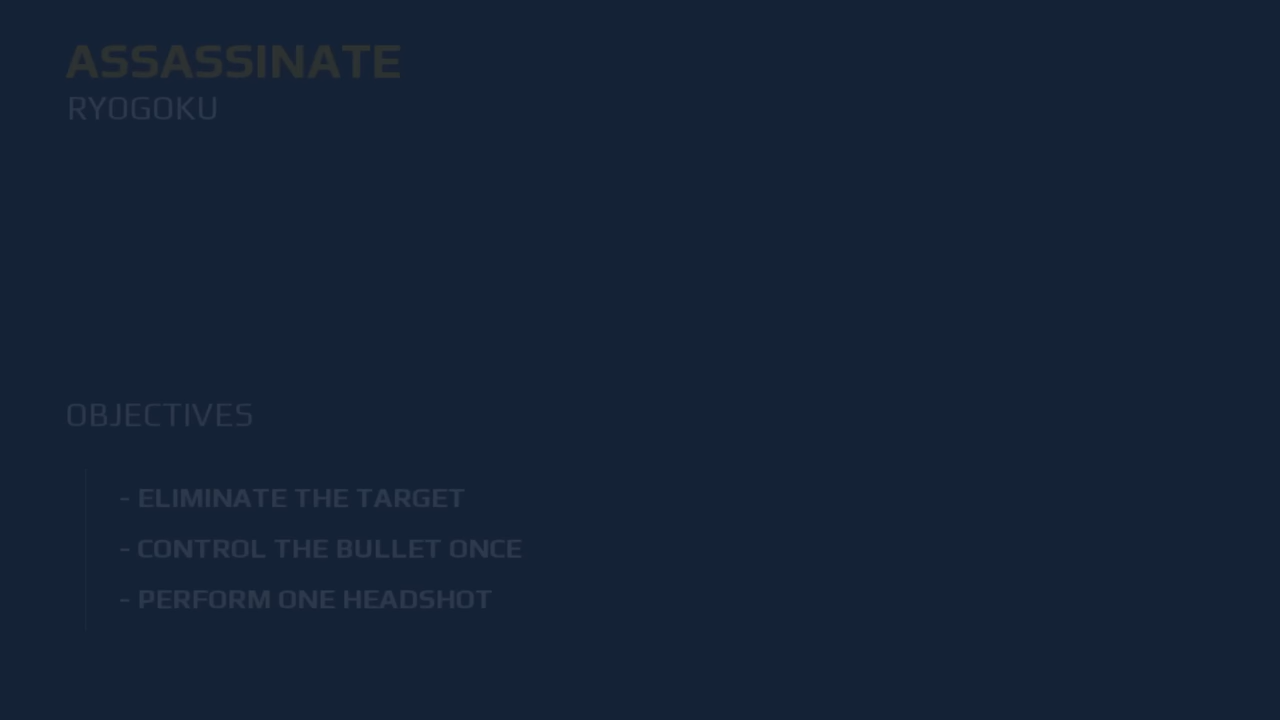 ASSASSINATE
RYOGOKU
OBJECTIVES
- ELIMINATE THE TARGET
- CONTROL THE BULLET ONCE
- PERFORM ONE HEADSHOT